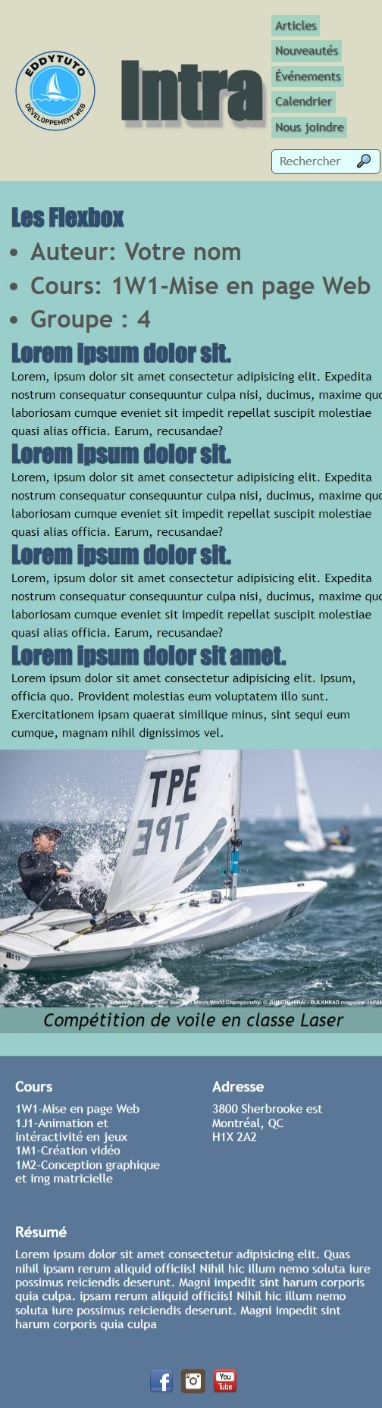 EDDYTUTO
DÉVELOPPEMENT WEB
Intra
Articles
Nouveautés
Événements
Calendrier
Nous joindre
Rechercher
Les Flexbox
• Auteur: Votre nom
• Cours: 1W1-Mise en page Web
• Groupe : 4
Lorem ipsum dolor sit.
Lorem, ipsum dolor sit amet consectetur adipisicing elit. Expedita
nostrum consequatur consequuntur culpa nisi, ducimus, maxime quo
laboriosam cumque eveniet sit impedit repellat suscipit molestiae
quasi alias officia. Earum, recusandae?
Lorem ipsum dolor sit.
Lorem, ipsum dolor sit amet consectetur adipisicing elit. Expedita
nostrum consequatur consequuntur culpa nisi, ducimus, maxime quo
laboriosam cumque eveniet sit impedit repellat suscipit molestiae
quasi alias officia. Earum, recusandae?
Lorem ipsum dolor sit.
Lorem, ipsum dolor sit amet consectetur adipisicing elit. Expedita
nostrum consequatur consequuntur culpa nisi, ducimus, maxime quo
laboriosam cumque eveniet sit impedit repellat suscipit molestiae
quasi alias officia. Earum, recusandae?
Lorem ipsum dolor sit amet.
Lorem ipsum dolor sit amet consectetur adipisicing elit. Ipsum,
officia quo. Provident molestias eum voluptatem illo sunt.
Exercitationem ipsam quaerat similique minus, sint sequi eum
cumque, magnam nihil dignissimos vel.
TPE
TPE
Men's World Championship © JUNICHI HIRAI / BULKHEAD magazine JAPAN
Compétition de voile en classe Laser
Cours
1W1-Mise en page Web
1J1-Animation et
intéractivité en jeux
1M1-Création vidéo
1M2-Conception graphique
et img matricielle
Adresse
3800 Sherbrooke est
Montréal, QC
H1X 2A2
Résumé
Lorem ipsum dolor sit amet consectetur adipisicing elit. Quas
nihil ipsam rerum aliquid officiis! Nihil hic illum nemo soluta iure
possimus reiciendis deserunt. Magni impedit sint harum corporis
quia culpa. ipsam rerum aliquid officiis! Nihil hic illum nemo
soluta iure possimus reiciendis deserunt. Magni impedit sint
harum corporis quia culpa
f
You
Tube